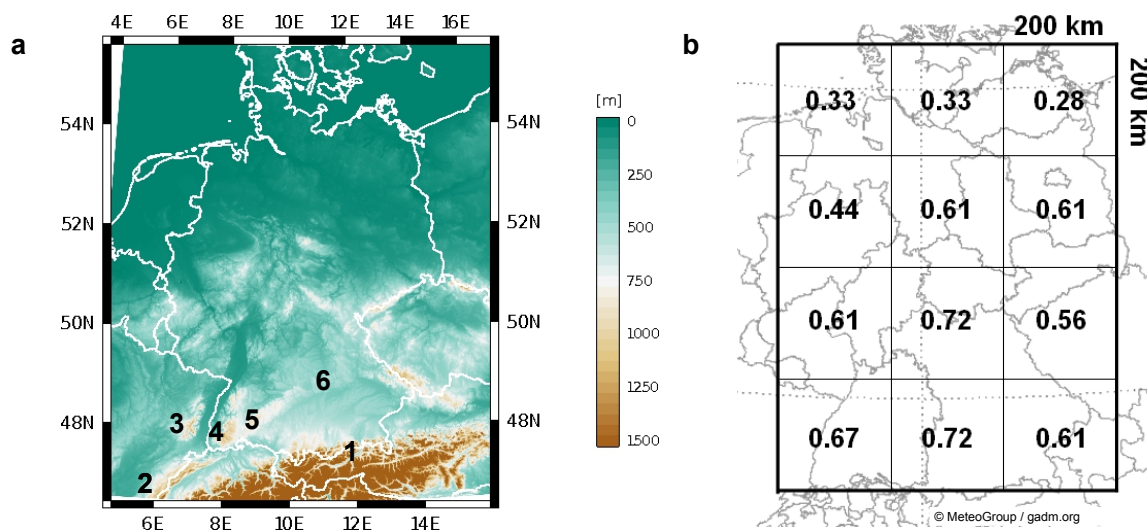 a
4E 6E 8E 10E 12E 14E 16E
54N 54N
52N 52N
50N 50N
48N 48N
6E 8E 10E 12E 14E
6
3 4 5
1
2
[m]
0
250
500
750
1000
1250
1500
b
200 km
200 km
0.33 0.33 0.28
0.44 0.61 0.61
0.61 0.72 0.56
0.67 0.72 0.61
© MeteoGroup / gadm.org